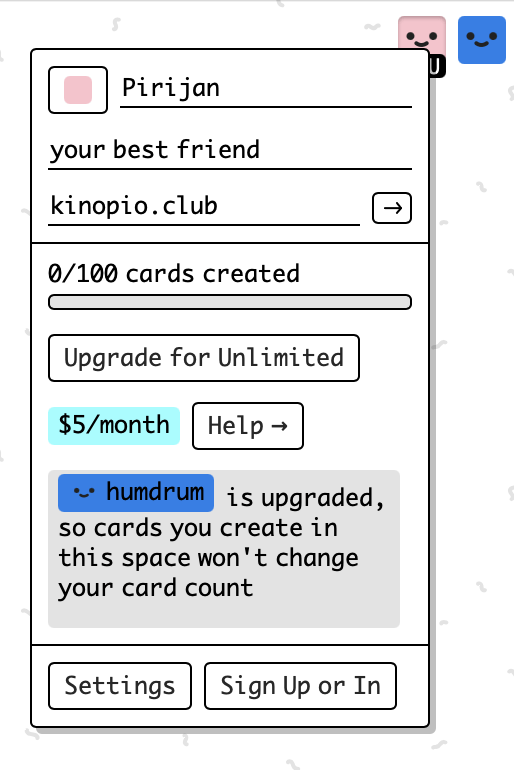 Pirijan
your best friend
kinopio.club
→
0/100 cards created
Upgrade for Unlimited
$5/month
Help →
humdrum is upgraded,
so cards you create in
this space won't change
your card count
Settings
Sign Up or In